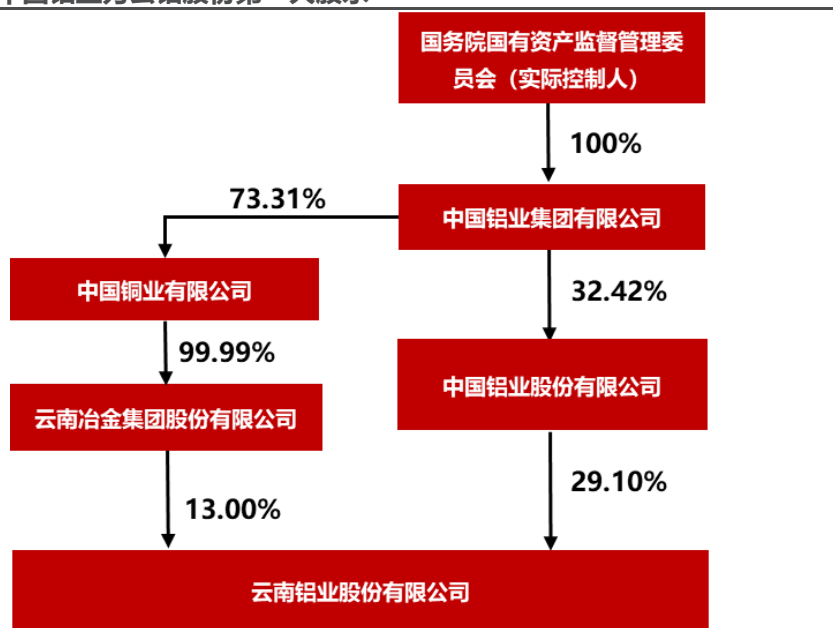 国务院国有资产监督管理委
员会（实际控制人）
100%
73.31%
中国铝业集团有限公司
中国铜业有限公司
32.42%
99.99%
中国铝业股份有限公司
云南冶金集团股份有限公司
29.10%
13.00%
云南铝业股份有限公司